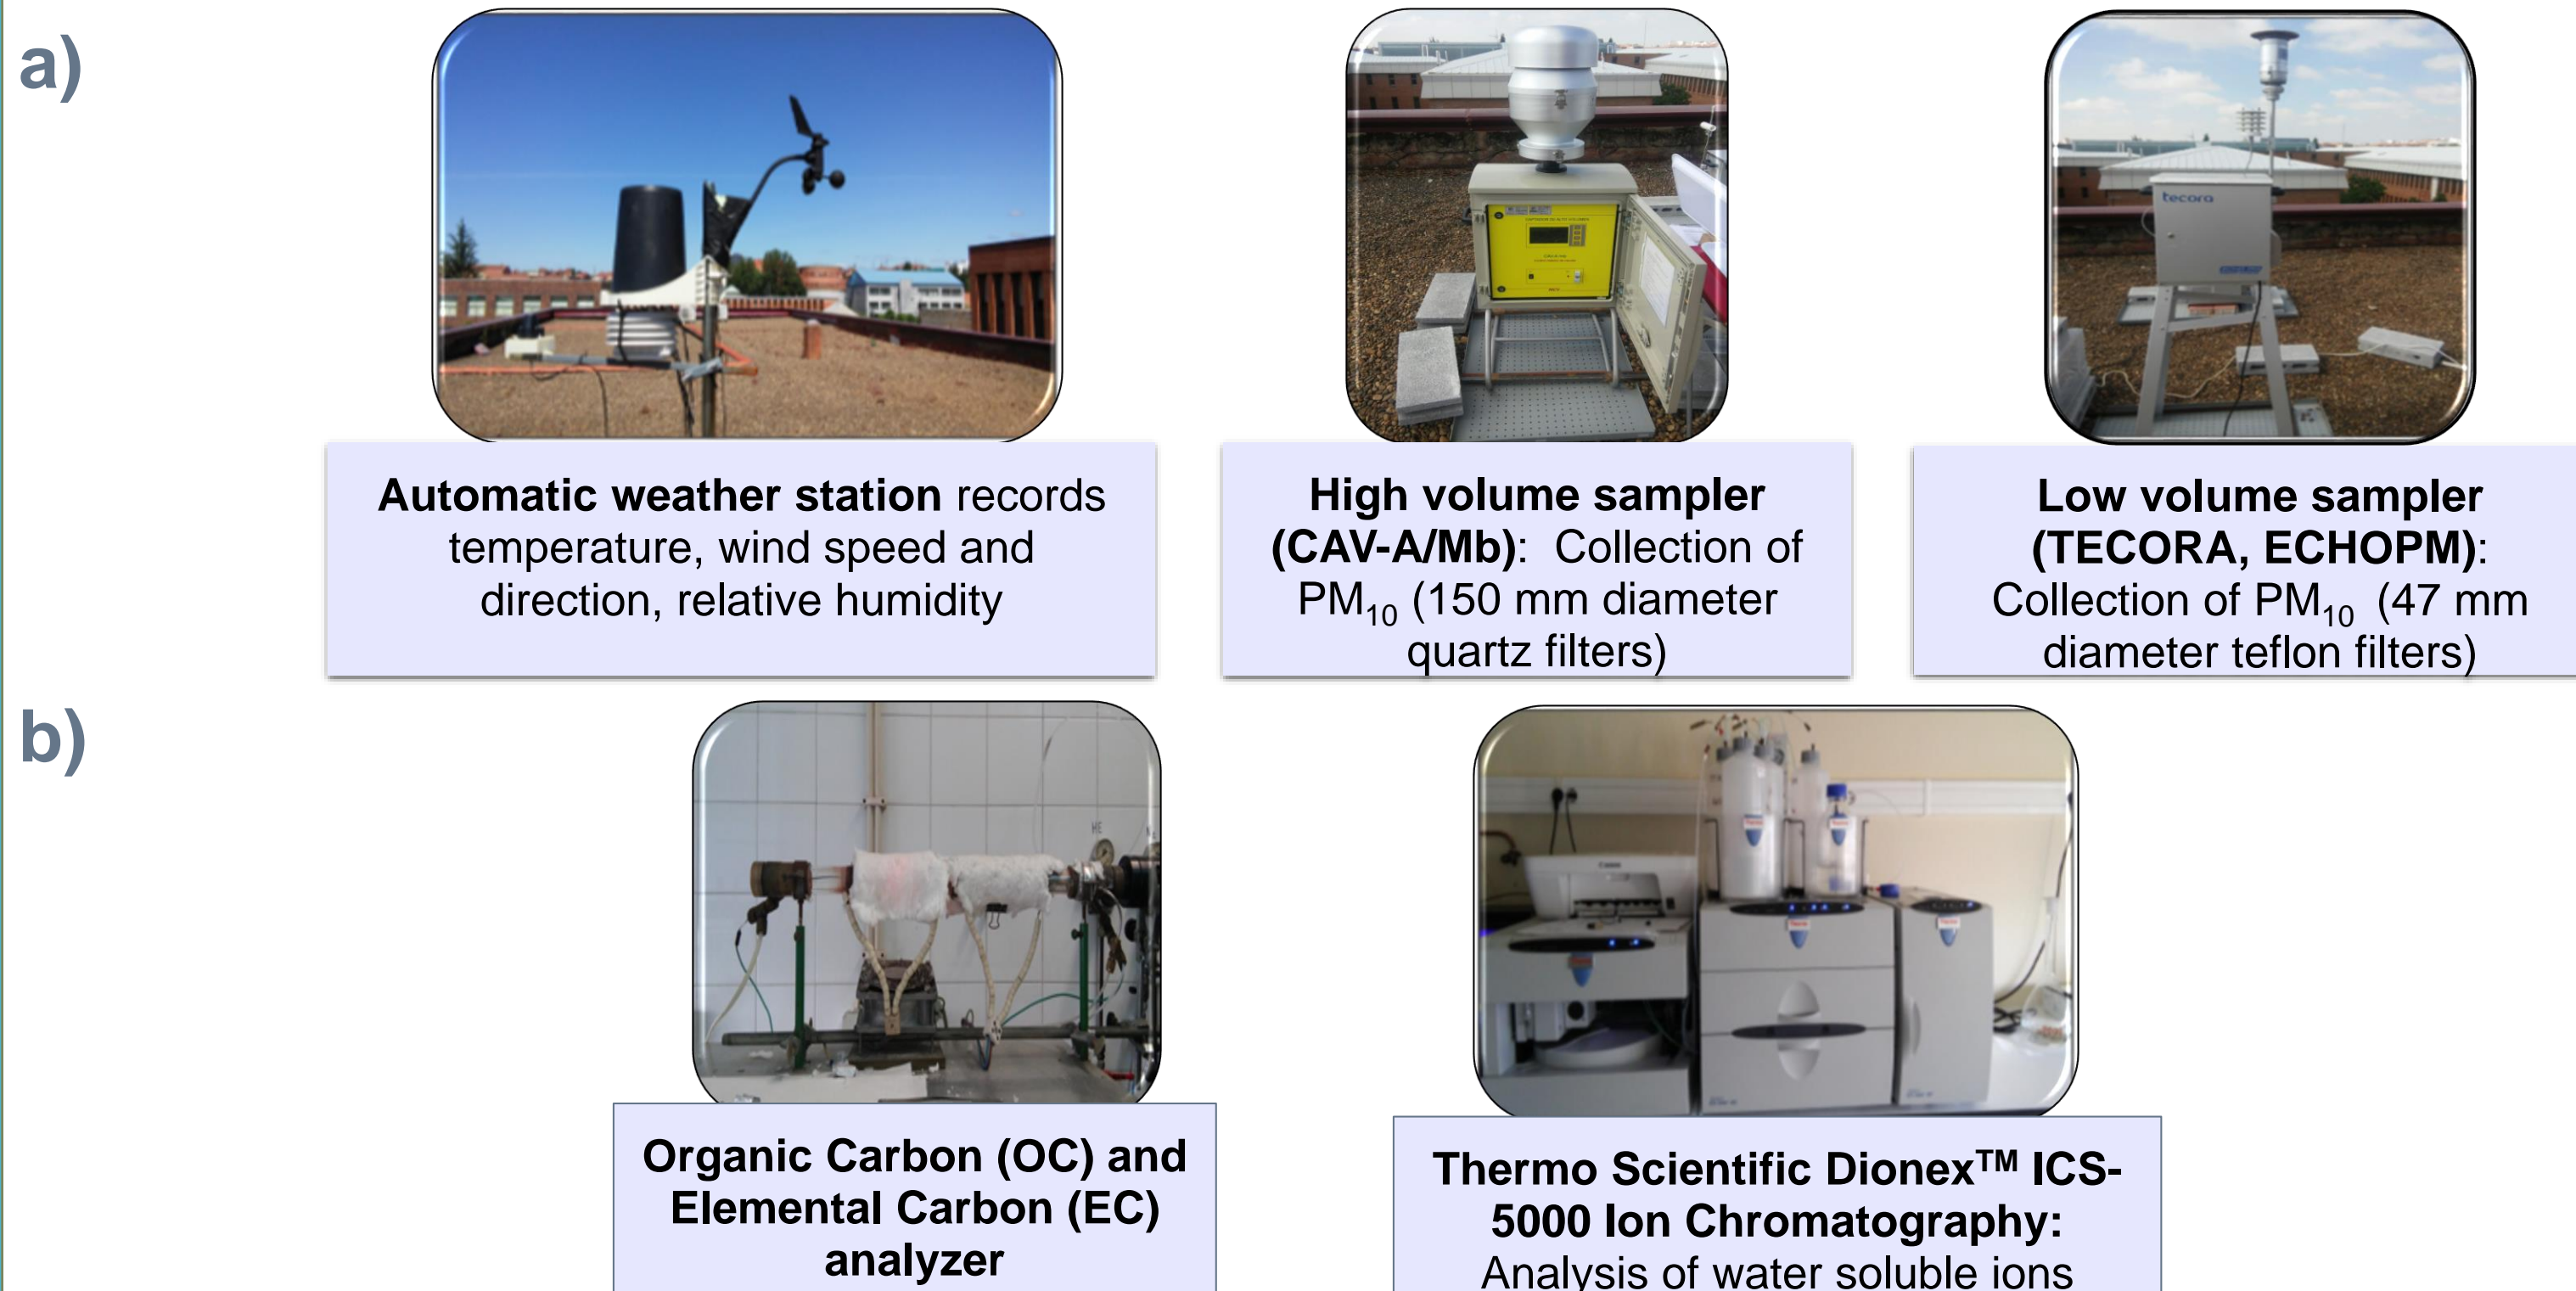 a)
tecora
Automatic weather station records
temperature, wind speed and
direction, relative humidity
High volume sampler
(CAV-A/Mb): Collection of
PM₁₀ (150 mm diameter
quartz filters)
Low volume sampler
(TECORA, ECHOPM):
Collection of PM₁₀ (47 mm
diameter teflon filters)
b)
HE
Canon
Organic Carbon (OC) and
Elemental Carbon (EC)
analyzer
Thermo Scientific Dionex™ ICS-
5000 Ion Chromatography:
Analysis of water soluble ions